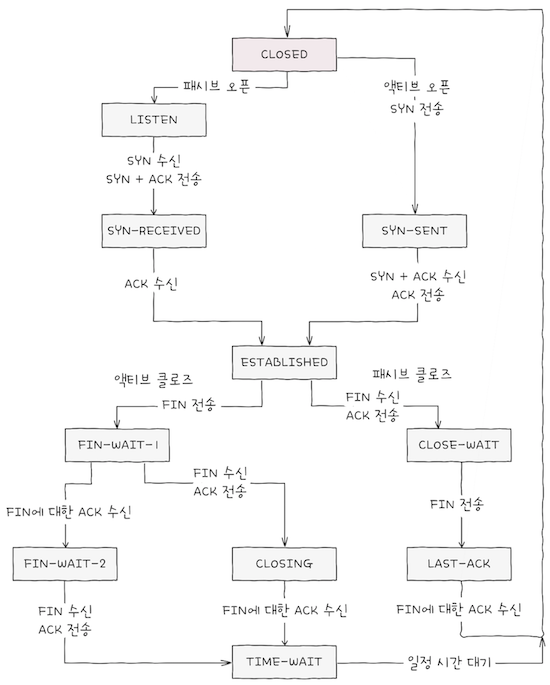 CLOSED
패시브 오픈
액티브 오픈
SYN 전송
LISTEN
SYN 수신
SYN + ACK 전송
SYN-RECEIVED
SYN-SENT
ACK 수신
SYN + ACK 수신
ACK 전송
ESTABLISHED
액티브 클로즈
패시브 클로즈
FIN 전송
FIN 수신
ACK 전송
FIN-WAIT-1
CLOSE-WAIT
FIN 수신
ACK 전송
FIN에 대한 ACK 수신
FIN 전송
FIN-WAIT-2
CLOSING
LAST-ACK
FIN 수신
ACK 전송
FIN에 대한 ACK 수신
FIN에 대한 ACK 수신
TIME-WAIT
일정 시간 대기